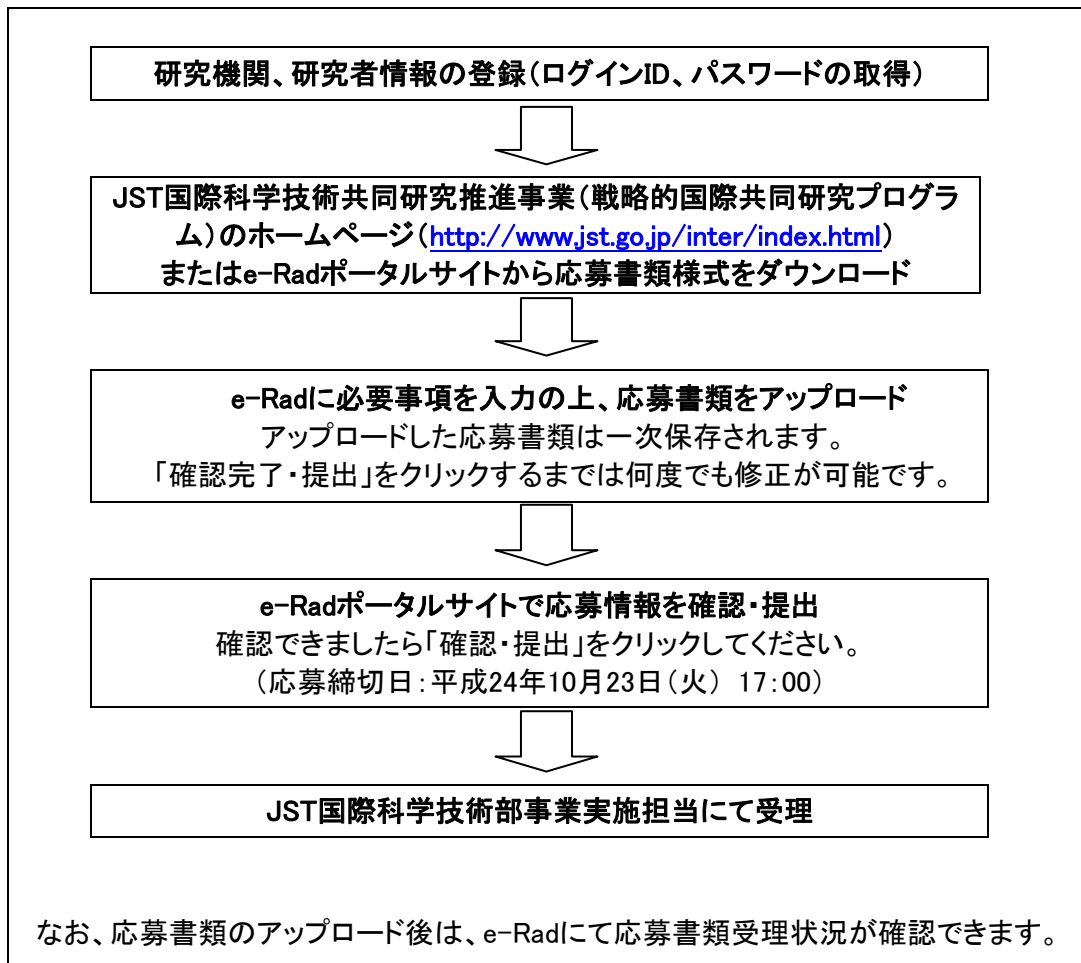 研究機関、研究者情報の登録(ログインID、パスワードの取得)
JST国際科学技術共同研究推進事業(戦略的国際共同研究プログラ
ム)のホームページ(http://www.jst.go.jp/inter/index.html)
またはe-Radポータルサイトから応募書類様式をダウンロード
e-Radに必要事項を入力の上、応募書類をアップロード
アップロードした応募書類は一次保存されます。
「確認完了・提出」をクリックするまでは何度でも修正が可能です。
e-Radポータルサイトで応募情報を確認・提出
確認できましたら「確認・提出」をクリックしてください。
(応募締切日:平成24年10月23日(火) 17:00)
JST国際科学技術部事業実施担当にて受理
なお、応募書類のアップロード後は、e-Radにて応募書類受理状況が確認できます。